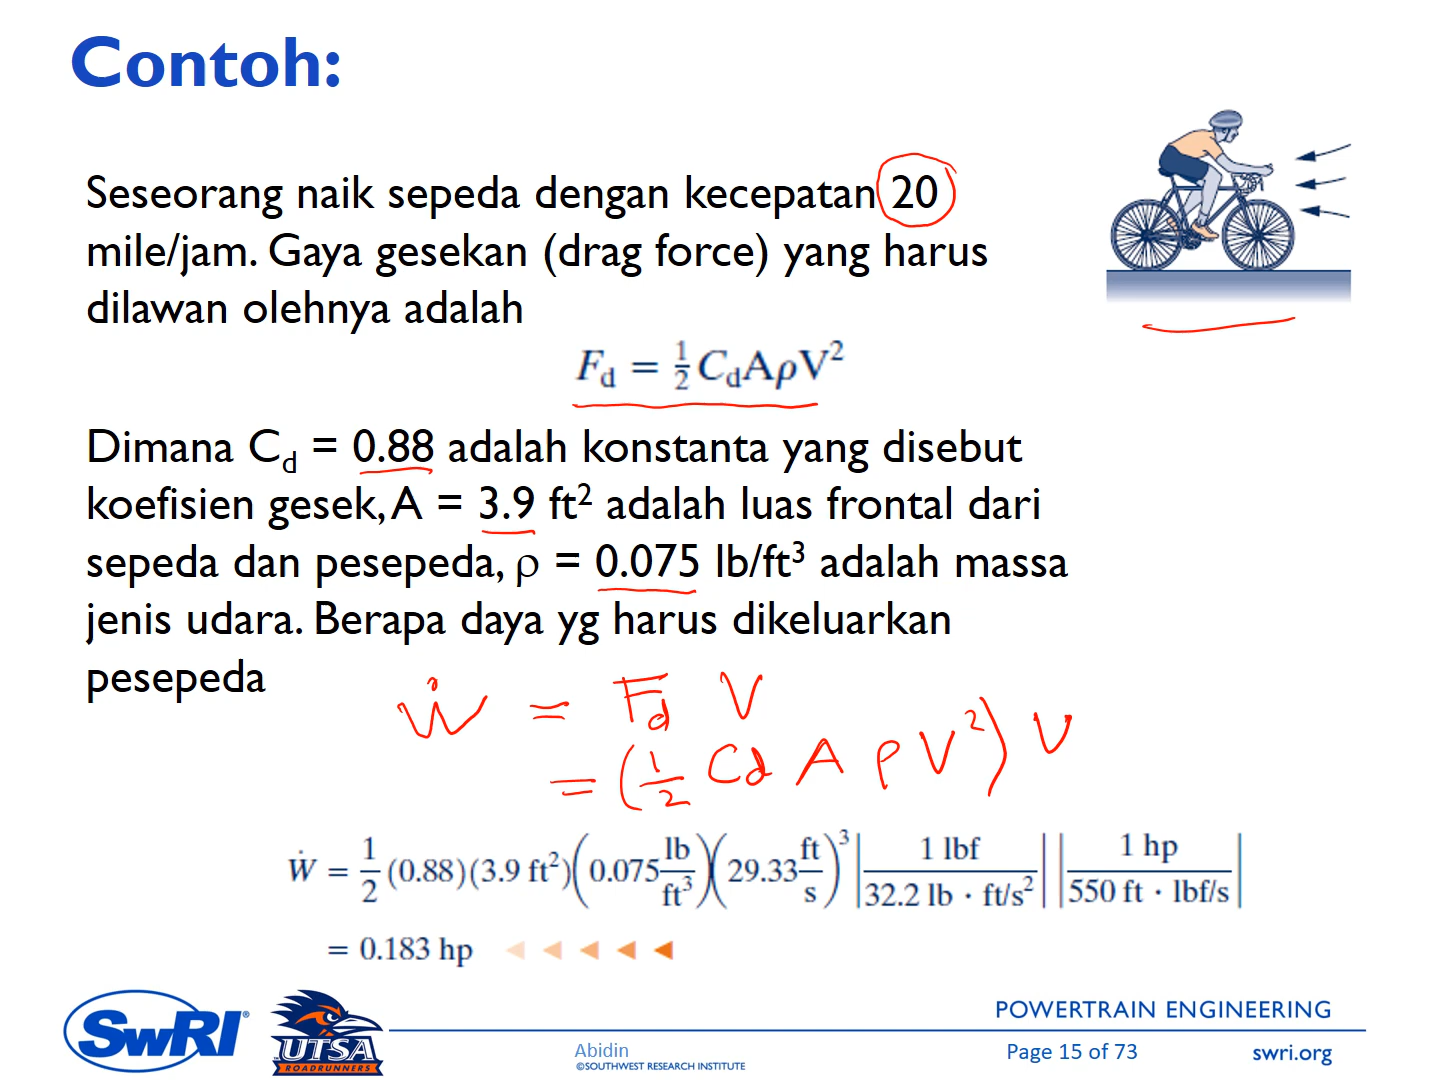 Contoh:
Seseorang naik sepeda dengan kecepatan 20
mile/jam. Gaya gesekan (drag force) yang harus
dilawan olehnya adalah
F_d = ½ C_d AρV²
Dimana C_d = 0.88 adalah konstanta yang disebut
koefisien gesek, A = 3.9 ft² adalah luas frontal dari
sepeda dan pesepeda, ρ = 0.075 lb/ft³ adalah massa
jenis udara. Berapa daya yg harus dikeluarkan
pesepeda
Ẇ = F_d V
= (1/2 Cd A ρ V²) V
Ẇ = 1/2 (0.88)(3.9 ft²)(0.075 lb/ft³)(29.33 ft/s)³ |1 lbf / 32.2 lb · ft/s²| |1 hp / 550 ft · lbf/s|
= 0.183 hp
SwRI®
UTSA
ROADRUNNERS
POWERTRAIN ENGINEERING
Abidin
©SOUTHWEST RESEARCH INSTITUTE
Page 15 of 73
swri.org